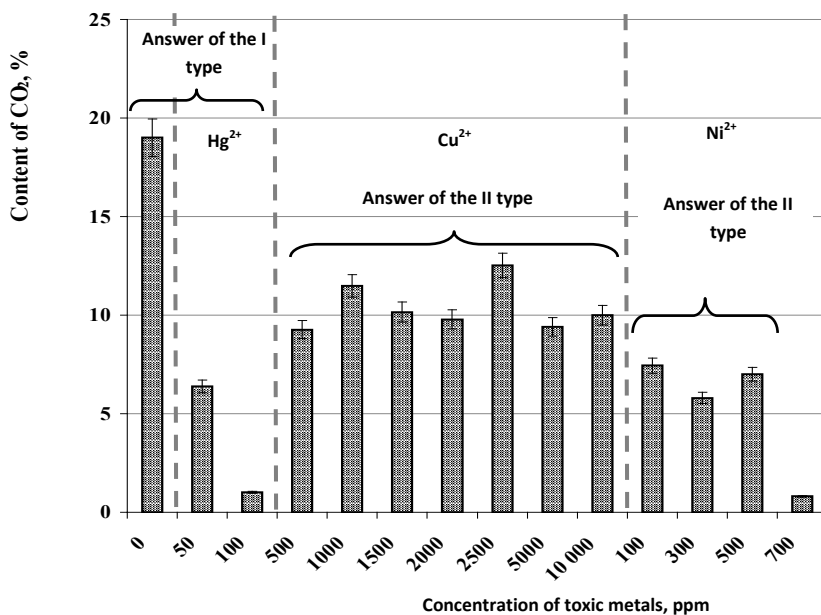 25
20
15
10
5
0
Content of CO2, %
Answer of the I
type
Hg2+
Cu2+
Ni2+
Answer of the II type
Answer of the II
type
0
50
100
500
1000
1500
2000
2500
5000
10 000
100
300
500
700
Concentration of toxic metals, ppm